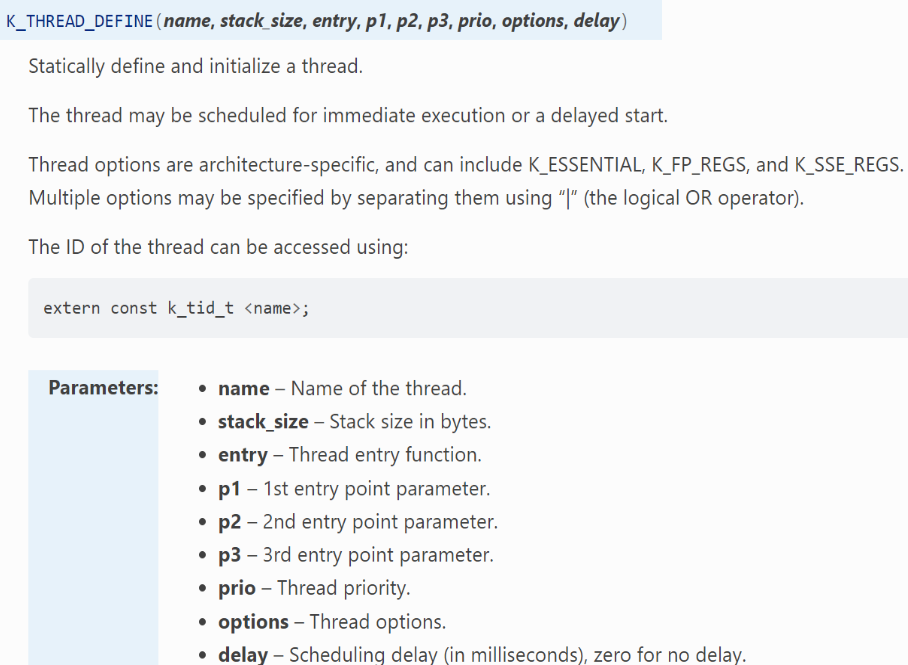 K_THREAD_DEFINE(name, stack_size, entry, p1, p2, p3, prio, options, delay)
Statically define and initialize a thread.
The thread may be scheduled for immediate execution or a delayed start.
Thread options are architecture-specific, and can include K_ESSENTIAL, K_FP_REGS, and K_SSE_REGS.
Multiple options may be specified by separating them using “|” (the logical OR operator).
The ID of the thread can be accessed using:
extern const k_tid_t <name>;
Parameters:
• name – Name of the thread.
• stack_size – Stack size in bytes.
• entry – Thread entry function.
• p1 – 1st entry point parameter.
• p2 – 2nd entry point parameter.
• p3 – 3rd entry point parameter.
• prio – Thread priority.
• options – Thread options.
• delay – Scheduling delay (in milliseconds), zero for no delay.